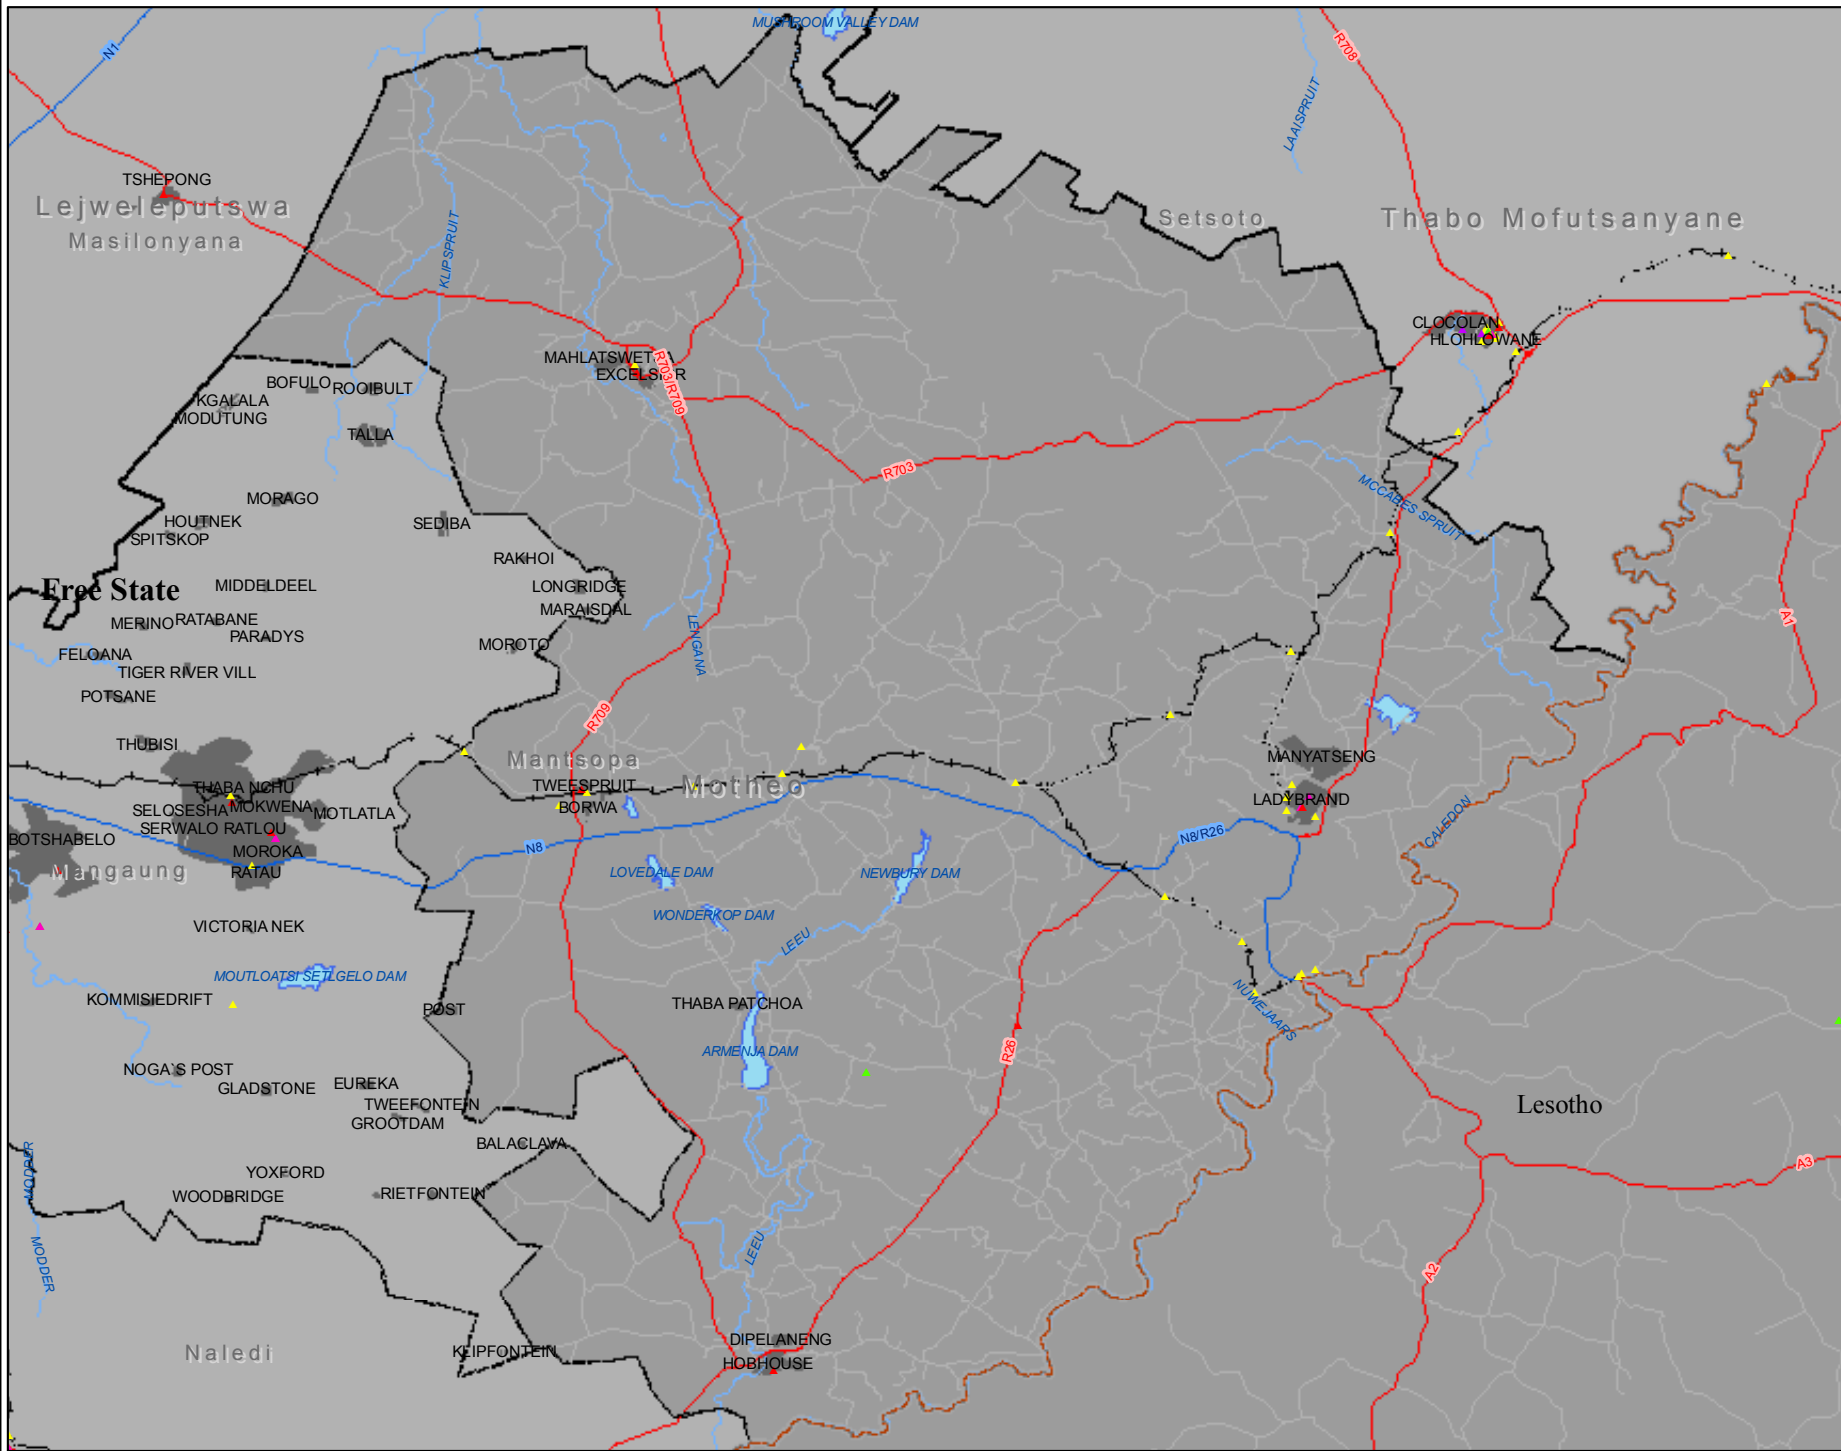 MUSHROOM VALLEY DAM
N1
R708
LAAISPRUIT
TSHEPONG
Lejweleputswa
Masilonyana
KLIPSPRUIT
Setsoto
Thabo Mofutsanyane
CLOCOLAN
HLOHLOWANE
EXCELSIOR
R703/R709
BOFULO
ROOIBULT
KGALALA
MODUTUNG
TALLA
R703
MORAGO
MCCABES SPRUIT
HOUTNEK
SEDIBA
SPITSKOP
RAKHOI
Free State
MIDDELDEEL
LONGRIDGE
MARAISDAL
A1
MERINO
RATABANE
PARADYS
LENGANA
MOROTO
FELOANA
TIGER RIVER VILL
POTSANE
R709
THUBISI
Mantsopa
MANYATSENG
THABA NCHU
TWEESPRUIT
Motheo
LADYBRAND
SELOSESHA
MOKWENA
BORWA
MOTLATLA
SERWALO
RATLOU
CALEDON
BOTSHABELO
N8
N8/R26
MOROKA
Mangaung
RATAU
LOVEDALE DAM
NEWBURY DAM
WONDERKOP DAM
VICTORIA NEK
LEEU
MOUTLOATSI SETLGELO DAM
KOMMISIEDRIFT
POST
THABA PATCHOA
NUWEJAARS
ARMENJA DAM
R26
NOGA`S POST
GLADSTONE
EUREKA
TWEEFONTEIN
Lesotho
GROOTDAM
BALACLAVA
MODDER
YOXFORD
A3
WOODBRIDGE
RIETFONTEIN
MODDER
LEEU
A2
DIPELANENG
Naledi
KLIPFONTEIN
HOBHOUSE